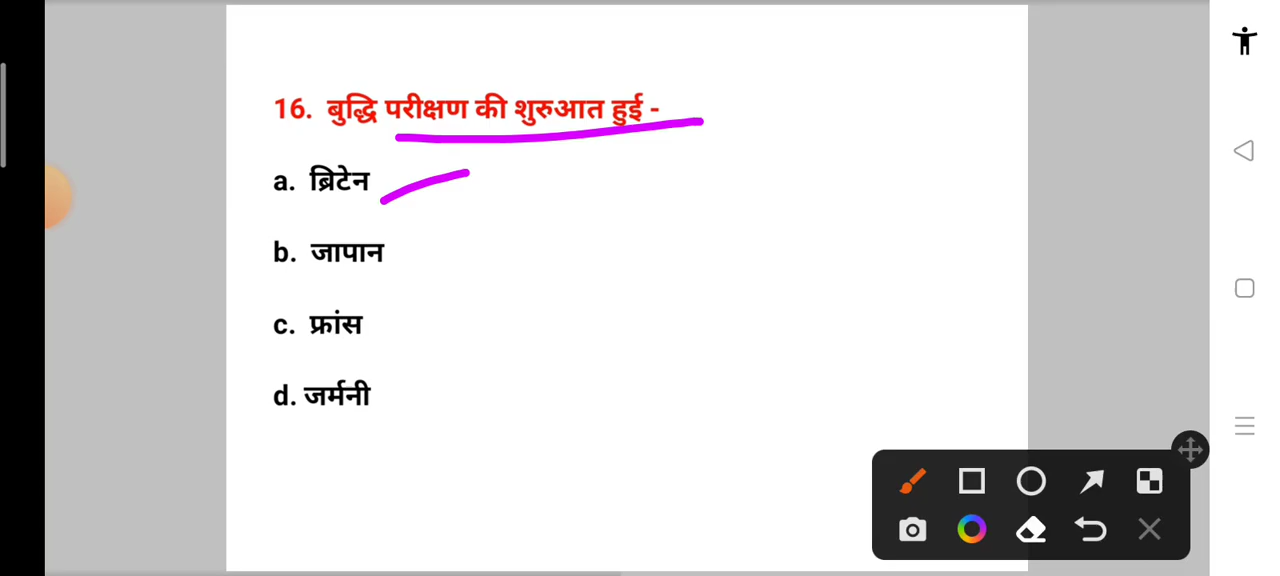 16. बुद्धि परीक्षण की शुरुआत हुई -
a. ब्रिटेन
b. जापान
c. फ्रांस
d. जर्मनी